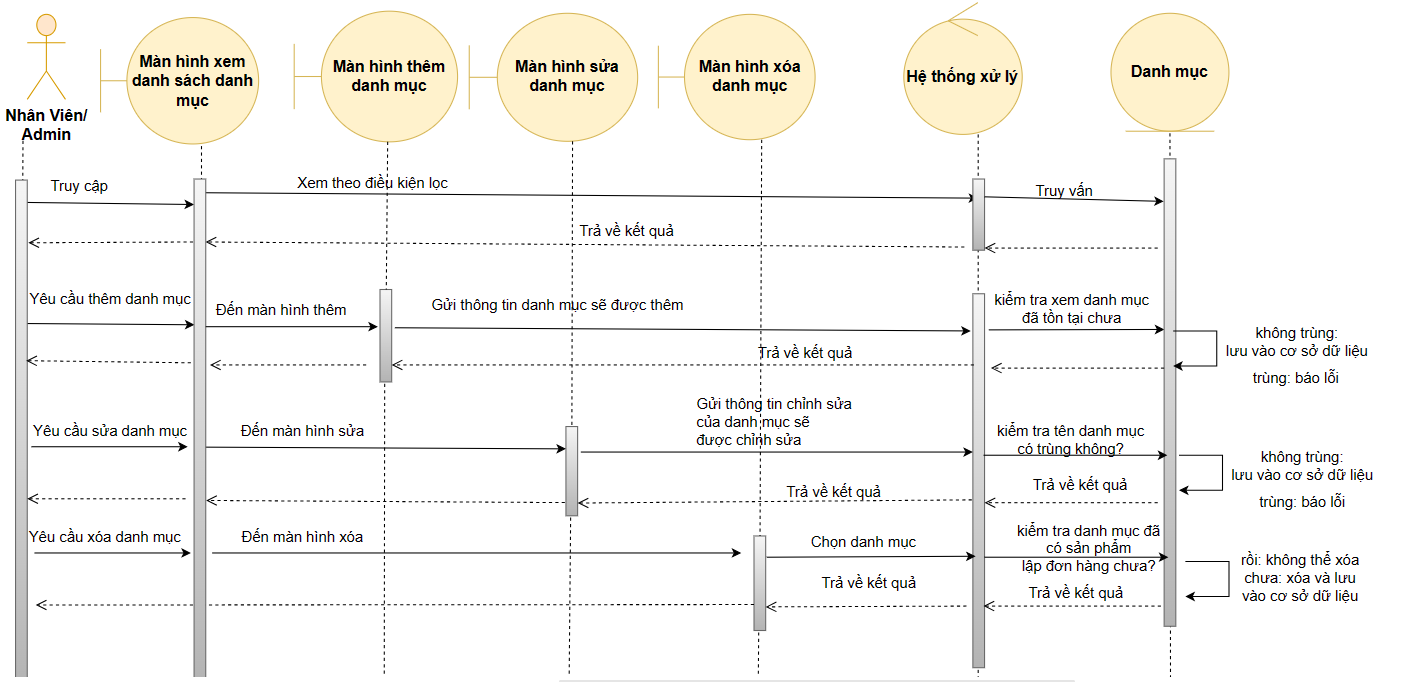 Nhân Viên/
Admin
Màn hình xem
danh sách danh
mục
Màn hình thêm
danh mục
Màn hình sửa
danh mục
Màn hình xóa
danh mục
Hệ thống xử lý
Danh mục
Truy cập
Xem theo điều kiện lọc
Truy vấn
Trả về kết quả
Yêu cầu thêm danh mục
Đến màn hình thêm
Gửi thông tin danh mục sẽ được thêm
kiểm tra xem danh mục
đã tồn tại chưa
không trùng:
lưu vào cơ sở dữ liệu
trùng: báo lỗi
Trả về kết quả
Yêu cầu sửa danh mục
Đến màn hình sửa
Gửi thông tin chỉnh sửa
của danh mục sẽ
được chỉnh sửa
kiểm tra tên danh mục
có trùng không?
không trùng:
lưu vào cơ sở dữ liệu
trùng: báo lỗi
Trả về kết quả
Trả về kết quả
Yêu cầu xóa danh mục
Đến màn hình xóa
Chọn danh mục
kiểm tra danh mục đã
có sản phẩm
lập đơn hàng chưa?
rồi: không thể xóa
chưa: xóa và lưu
vào cơ sở dữ liệu
Trả về kết quả
Trả về kết quả